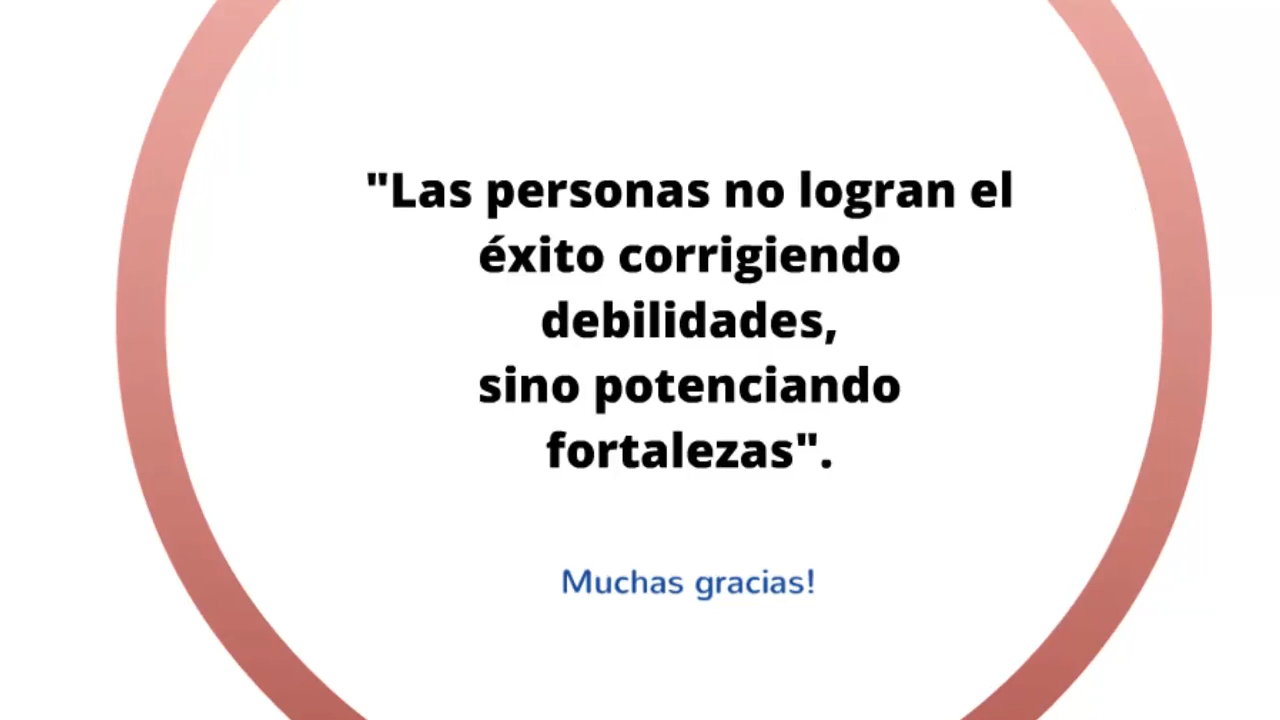 "Las personas no logran el
éxito corrigiendo
debilidades,
sino potenciando
fortalezas".
Muchas gracias!